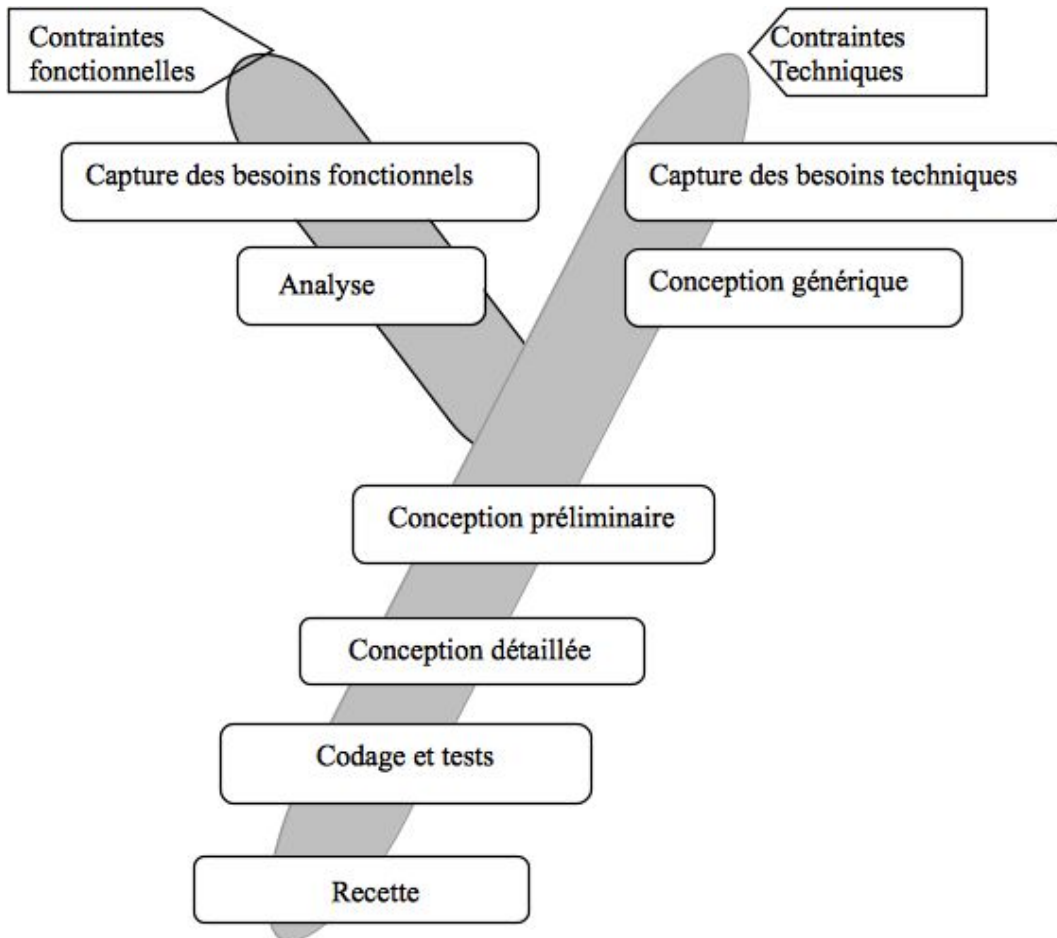 Contraintes
fonctionnelles
Contraintes
Techniques
Capture des besoins fonctionnels
Capture des besoins techniques
Analyse
Conception générique
Conception préliminaire
Conception détaillée
Codage et tests
Recette